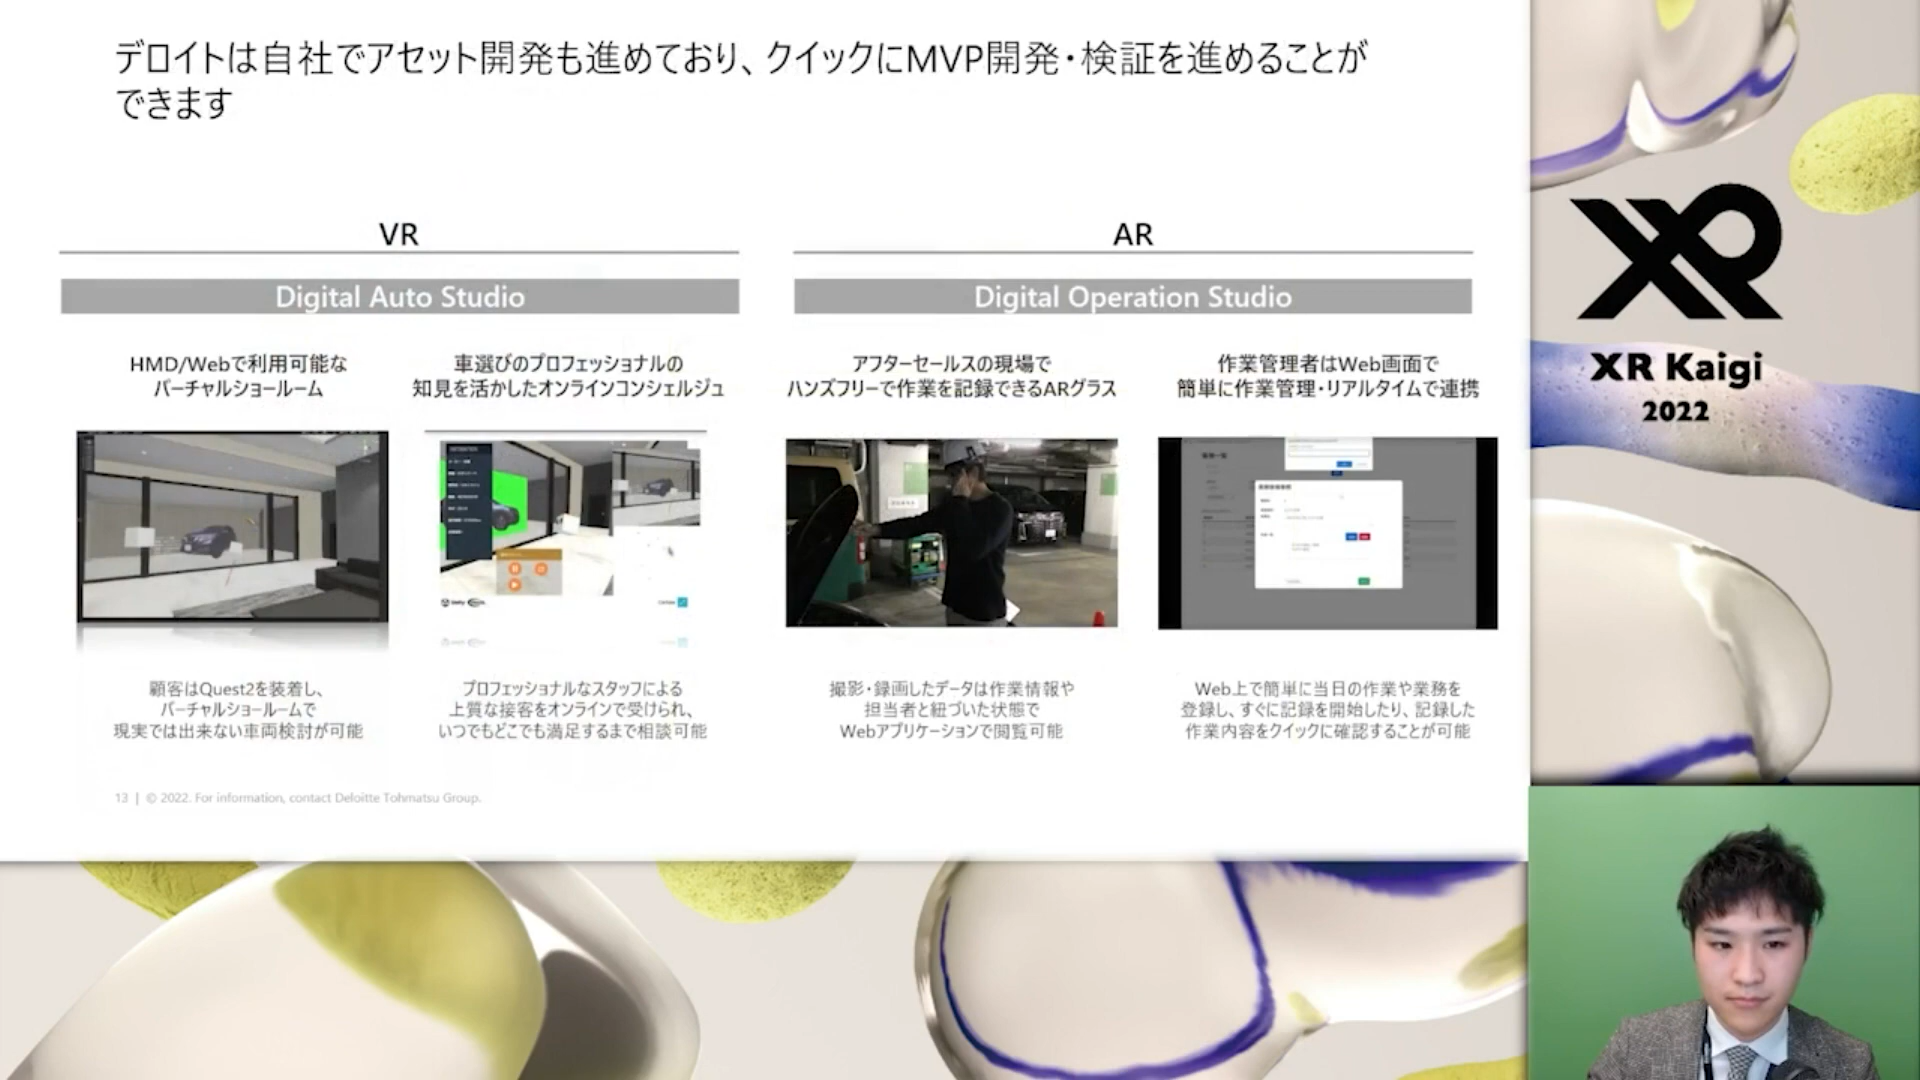 デロイトは自社でアセット開発も進めており、クイックにMVP開発・検証を進めることが
できます
VR
Digital Auto Studio
HMD/Webで利用可能な
バーチャルショールーム
車選びのプロフェッショナルの
知見を活かしたオンラインコンシェルジュ
顧客はQuest2を装着し、
バーチャルショールームで
現実では出来ない車両検討が可能
プロフェッショナルなスタッフによる
上質な接客をオンラインで受けられ、
いつでもどこでも満足するまで相談可能
AR
Digital Operation Studio
アフターセールスの現場で
ハンズフリーで作業を記録できるARグラス
作業管理者はWeb画面で
簡単に作業管理・リアルタイムで連携
撮影・録画したデータは作業情報や
担当者と紐づいた状態で
Webアプリケーションで閲覧可能
Web上で簡単に当日の作業や業務を
登録し、すぐに記録を開始したり、記録した
作業内容をクイックに確認することが可能
13 | © 2022. For information, contact Deloitte Tohmatsu Group.
XR
XR Kaigi
2022